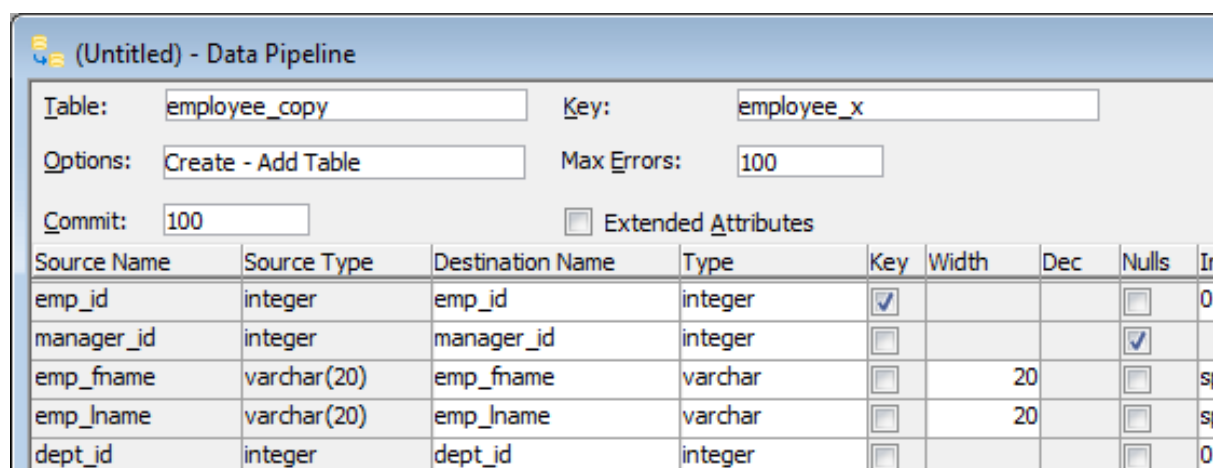 (Untitled) - Data Pipeline
Table: employee_copy Key: employee_x
Options: Create - Add Table Max Errors: 100
Commit: 100 Extended Attributes
Source Name Source Type Destination Name Type Key Width Dec Nulls
emp_id integer emp_id integer 0
manager_id integer manager_id integer
emp_fname varchar(20) emp_fname varchar 20
emp_lname varchar(20) emp_lname varchar 20
dept_id integer dept_id integer 0